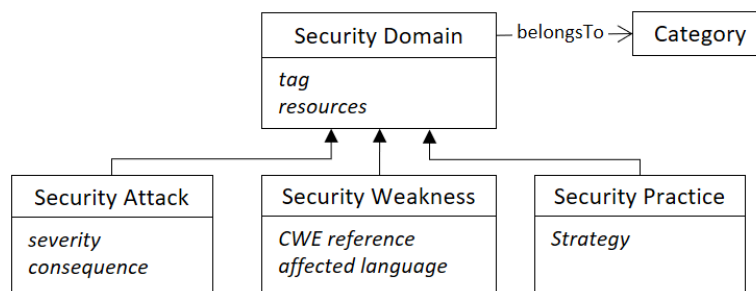 Security Domain
belongsTo
Category
tag
resources
Security Attack
severity
consequence
Security Weakness
CWE reference
affected language
Security Practice
Strategy